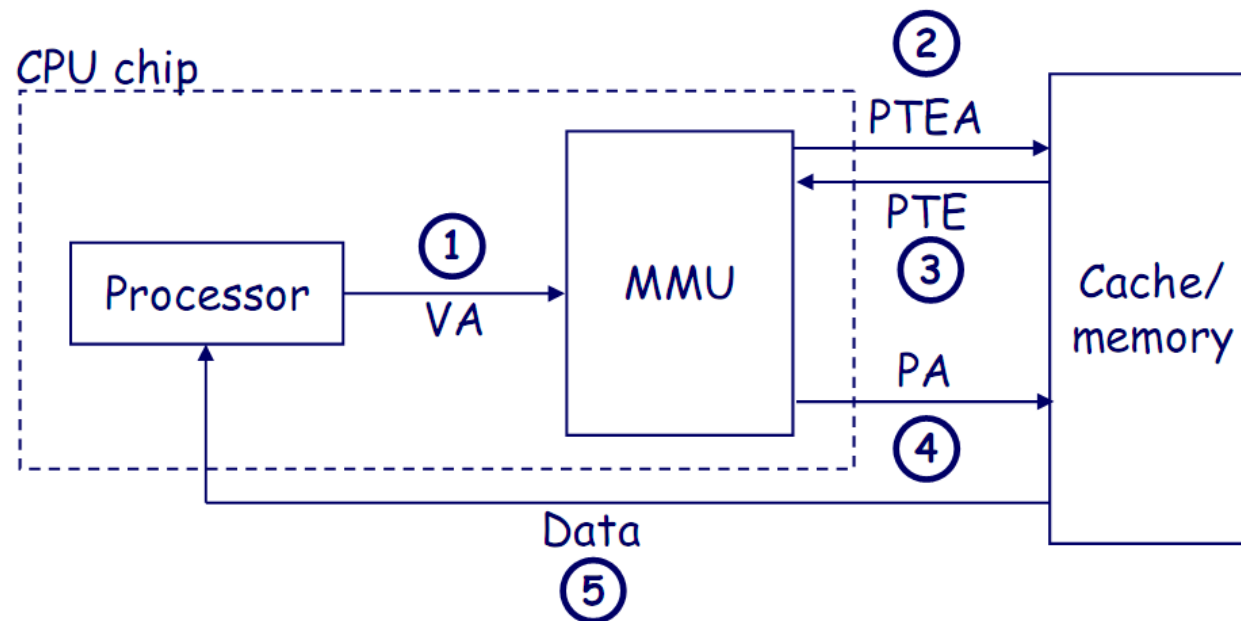 CPU chip
2
PTEA
1
PTE
3
Processor
VA
MMU
Cache/
memory
PA
4
Data
5